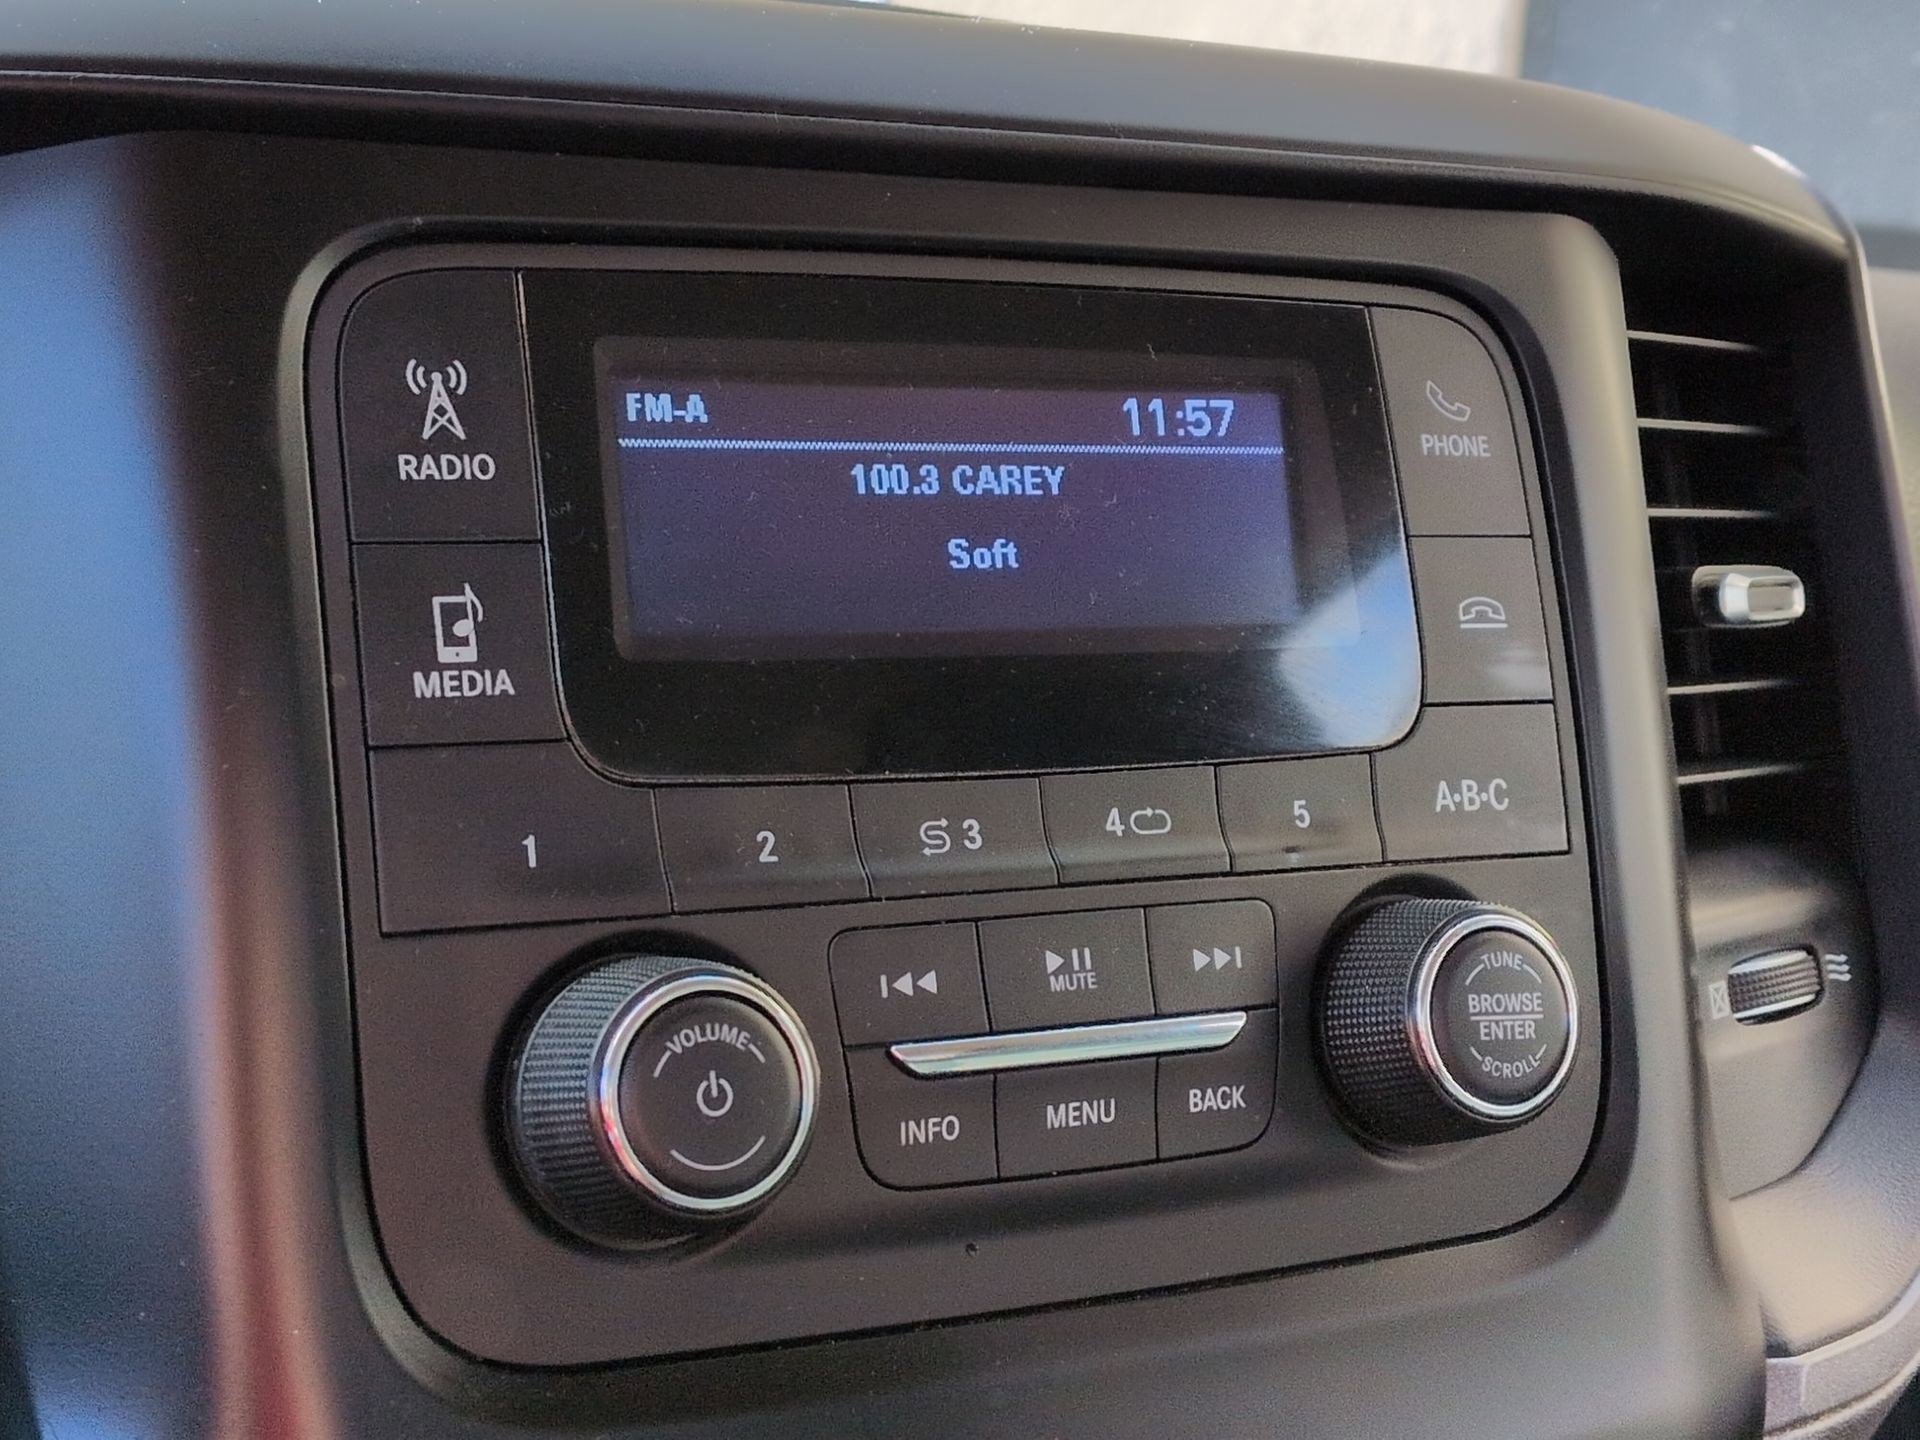 FM-A 11:57
100.3 CAREY
Soft
RADIO
MEDIA
PHONE
1 2 3 4 5 A·B·C
MUTE
VOLUME
INFO MENU BACK
TUNE
BROWSE
ENTER
SCROLL